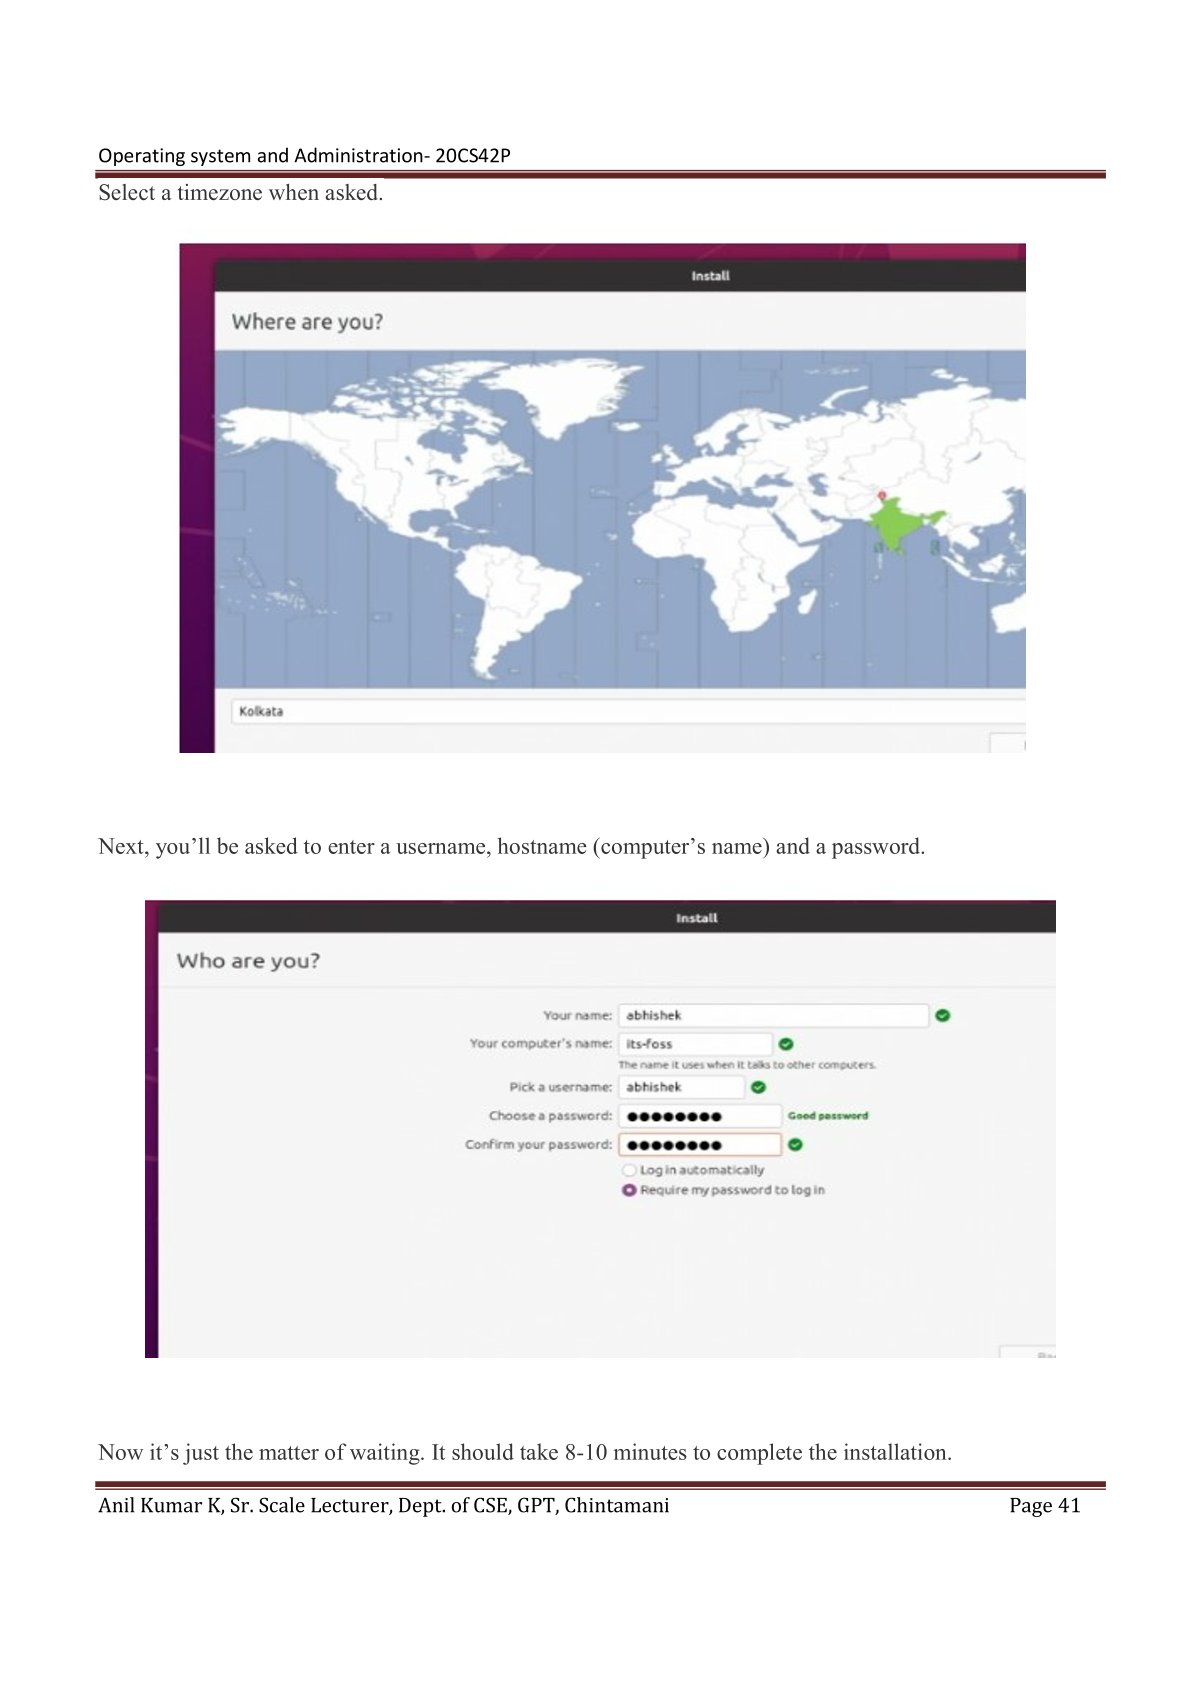 Operating system and Administration- 20CS42P
Select a timezone when asked.
Install
Where are you?
Kolkata
Next, you’ll be asked to enter a username, hostname (computer’s name) and a password.
Install
Who are you?
Your name: abhishek
Your computer's name: its-foss
The name it uses when it talks to other computers.
Pick a username: abhishek
Choose a password: ●●●●●●●● Good password
Confirm your password: ●●●●●●●●
Log in automatically
Require my password to log in
Now it’s just the matter of waiting. It should take 8-10 minutes to complete the installation.
Anil Kumar K, Sr. Scale Lecturer, Dept. of CSE, GPT, Chintamani Page 41